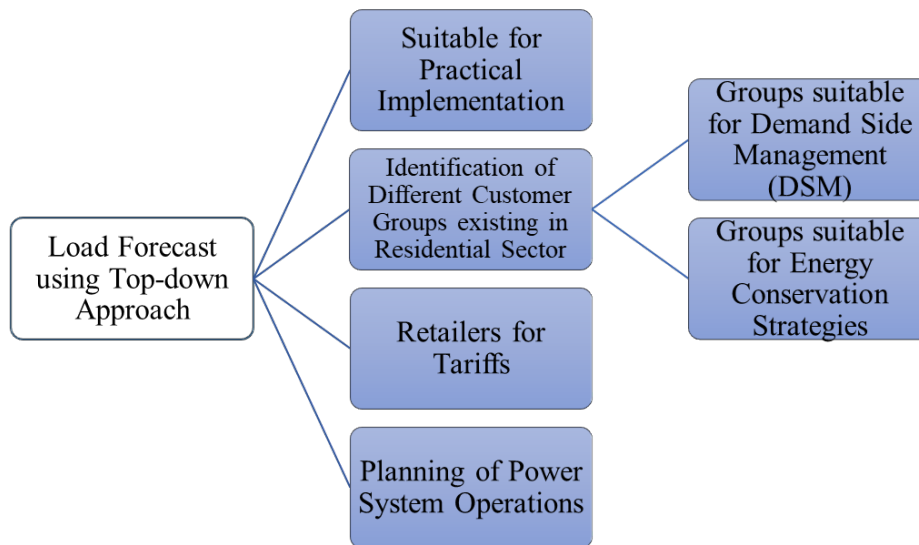 Load Forecast
using Top-down
Approach
Suitable for
Practical
Implementation
Identification of
Different Customer
Groups existing in
Residential Sector
Retailers for
Tariffs
Planning of Power
System Operations
Groups suitable
for Demand Side
Management
(DSM)
Groups suitable
for Energy
Conservation
Strategies